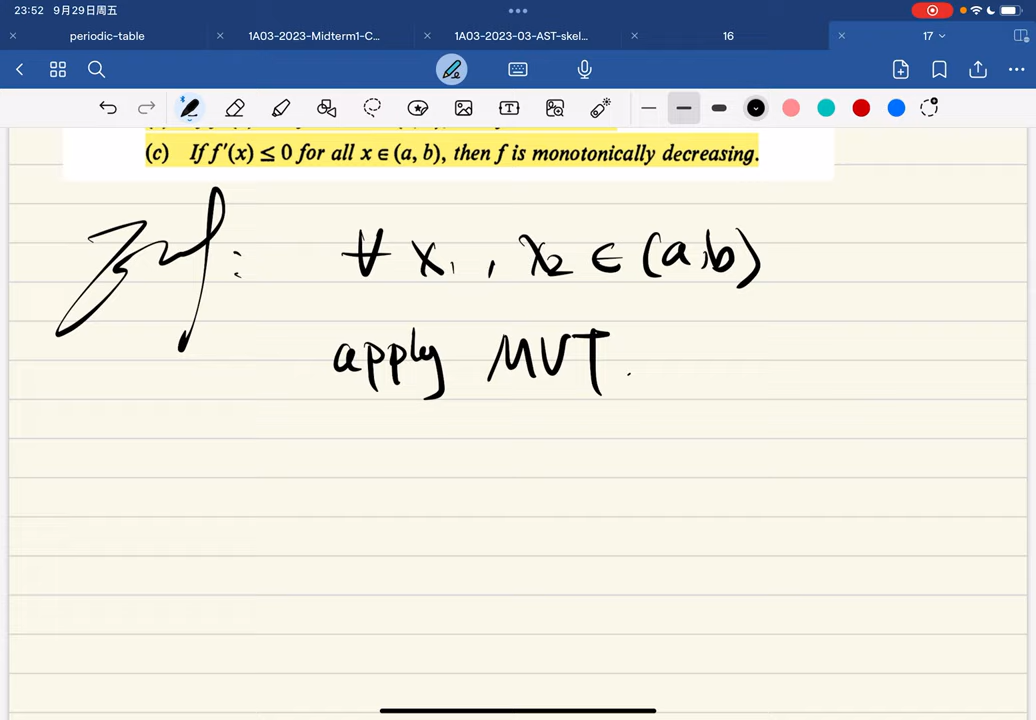 23:52 9月29日周五
periodic-table
1A03-2023-Midterm1-C...
1A03-2023-03-AST-skel...
16
17
(c) If f′(x) ≤ 0 for all x ∈ (a, b), then f is monotonically decreasing.
∀ x₁, x₂ ∈ (a,b)
apply MVT.